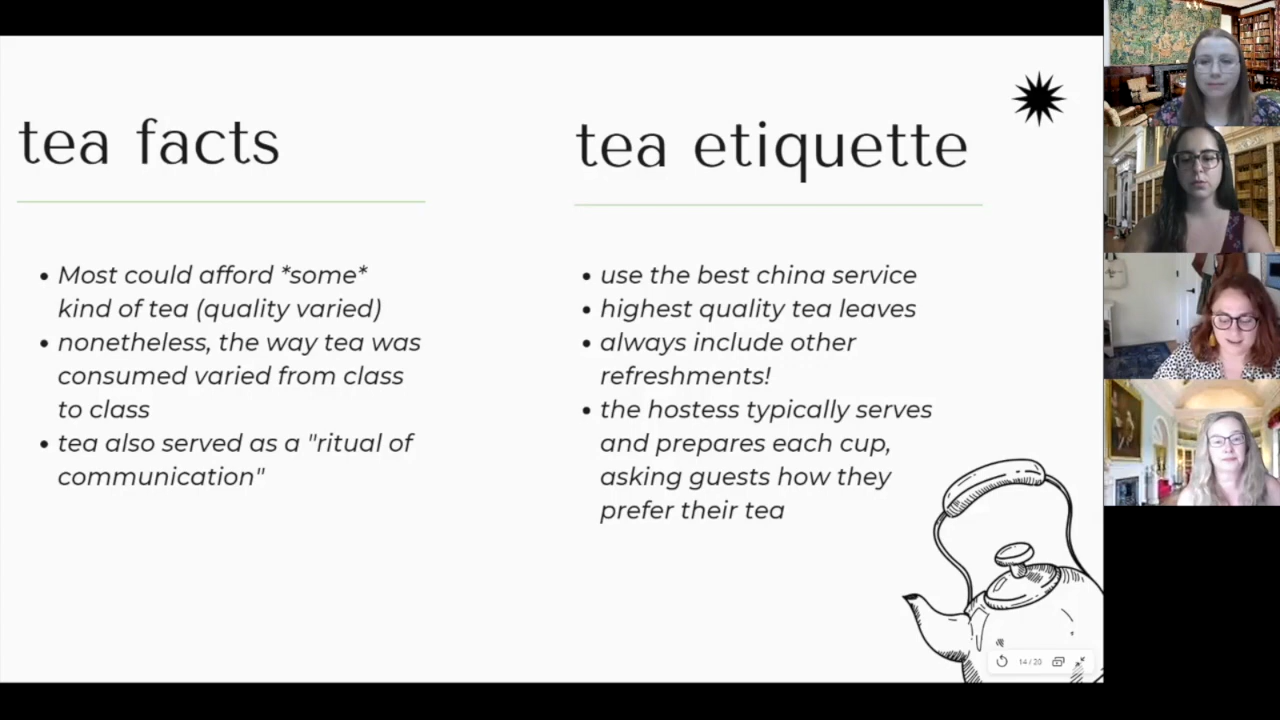 tea facts
Most could afford *some*
kind of tea (quality varied)
nonetheless, the way tea was
consumed varied from class
to class
tea also served as a "ritual of
communication"
tea etiquette
use the best china service
highest quality tea leaves
always include other
refreshments!
the hostess typically serves
and prepares each cup,
asking guests how they
prefer their tea
14 / 20